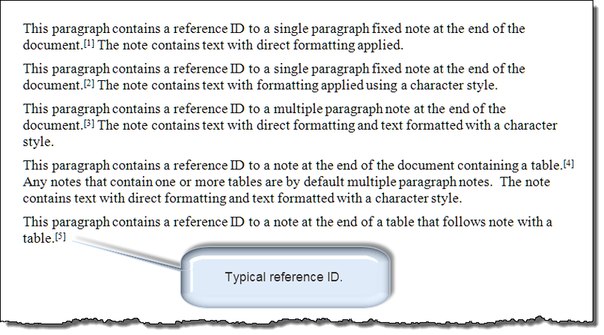 This paragraph contains a reference ID to a single paragraph fixed note at the end of the
document.[1] The note contains text with direct formatting applied.
This paragraph contains a reference ID to a single paragraph fixed note at the end of the
document.[2] The note contains text with formatting applied using a character style.
This paragraph contains a reference ID to a multiple paragraph note at the end of the
document.[3] The note contains text with direct formatting and text formatted with a character
style.
This paragraph contains a reference ID to a note at the end of the document containing a table.[4]
Any notes that contain one or more tables are by default multiple paragraph notes.  The note
contains text with direct formatting and text formatted with a character style.
This paragraph contains a reference ID to a note at the end of a table that follows note with a
table.[5]
Typical reference ID.